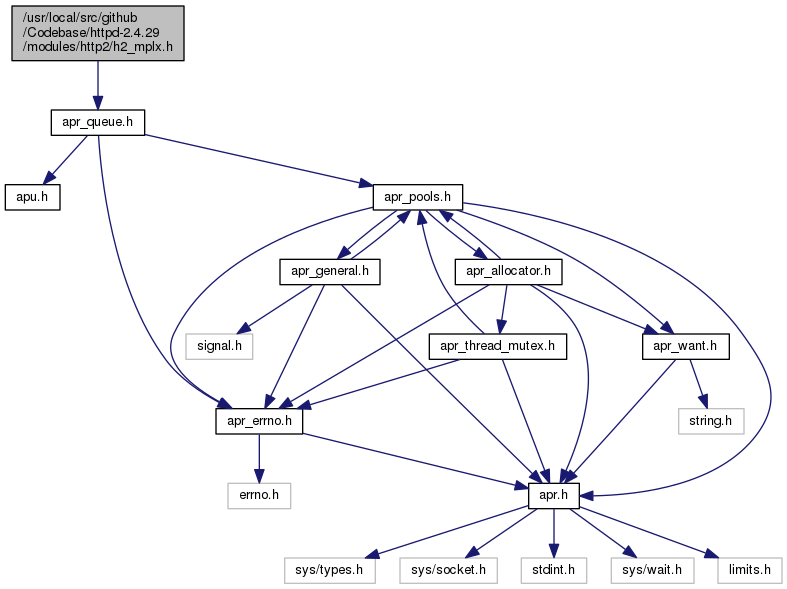 /usr/local/src/github
/Codebase/httpd-2.4.29
/modules/http2/h2_mplx.h
apr_queue.h
apu.h
apr_pools.h
apr_general.h
apr_allocator.h
signal.h
apr_thread_mutex.h
apr_want.h
apr_errno.h
string.h
errno.h
apr.h
sys/types.h
sys/socket.h
stdint.h
sys/wait.h
limits.h